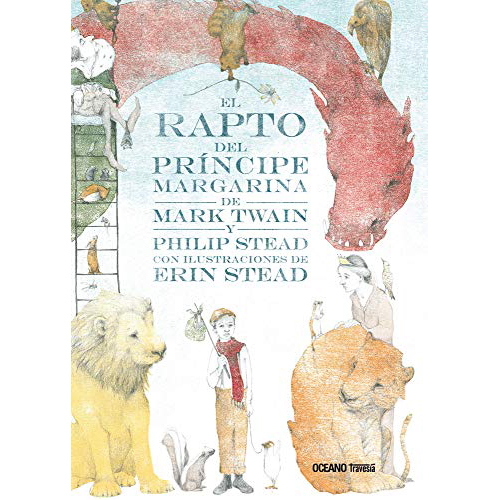 EL
RAPTO
DEL
PRÍNCIPE
MARGARINA
DE
MARK TWAIN
Y
PHILIP STEAD
CON ILUSTRACIONES DE
ERIN STEAD
OCEANO Travesía